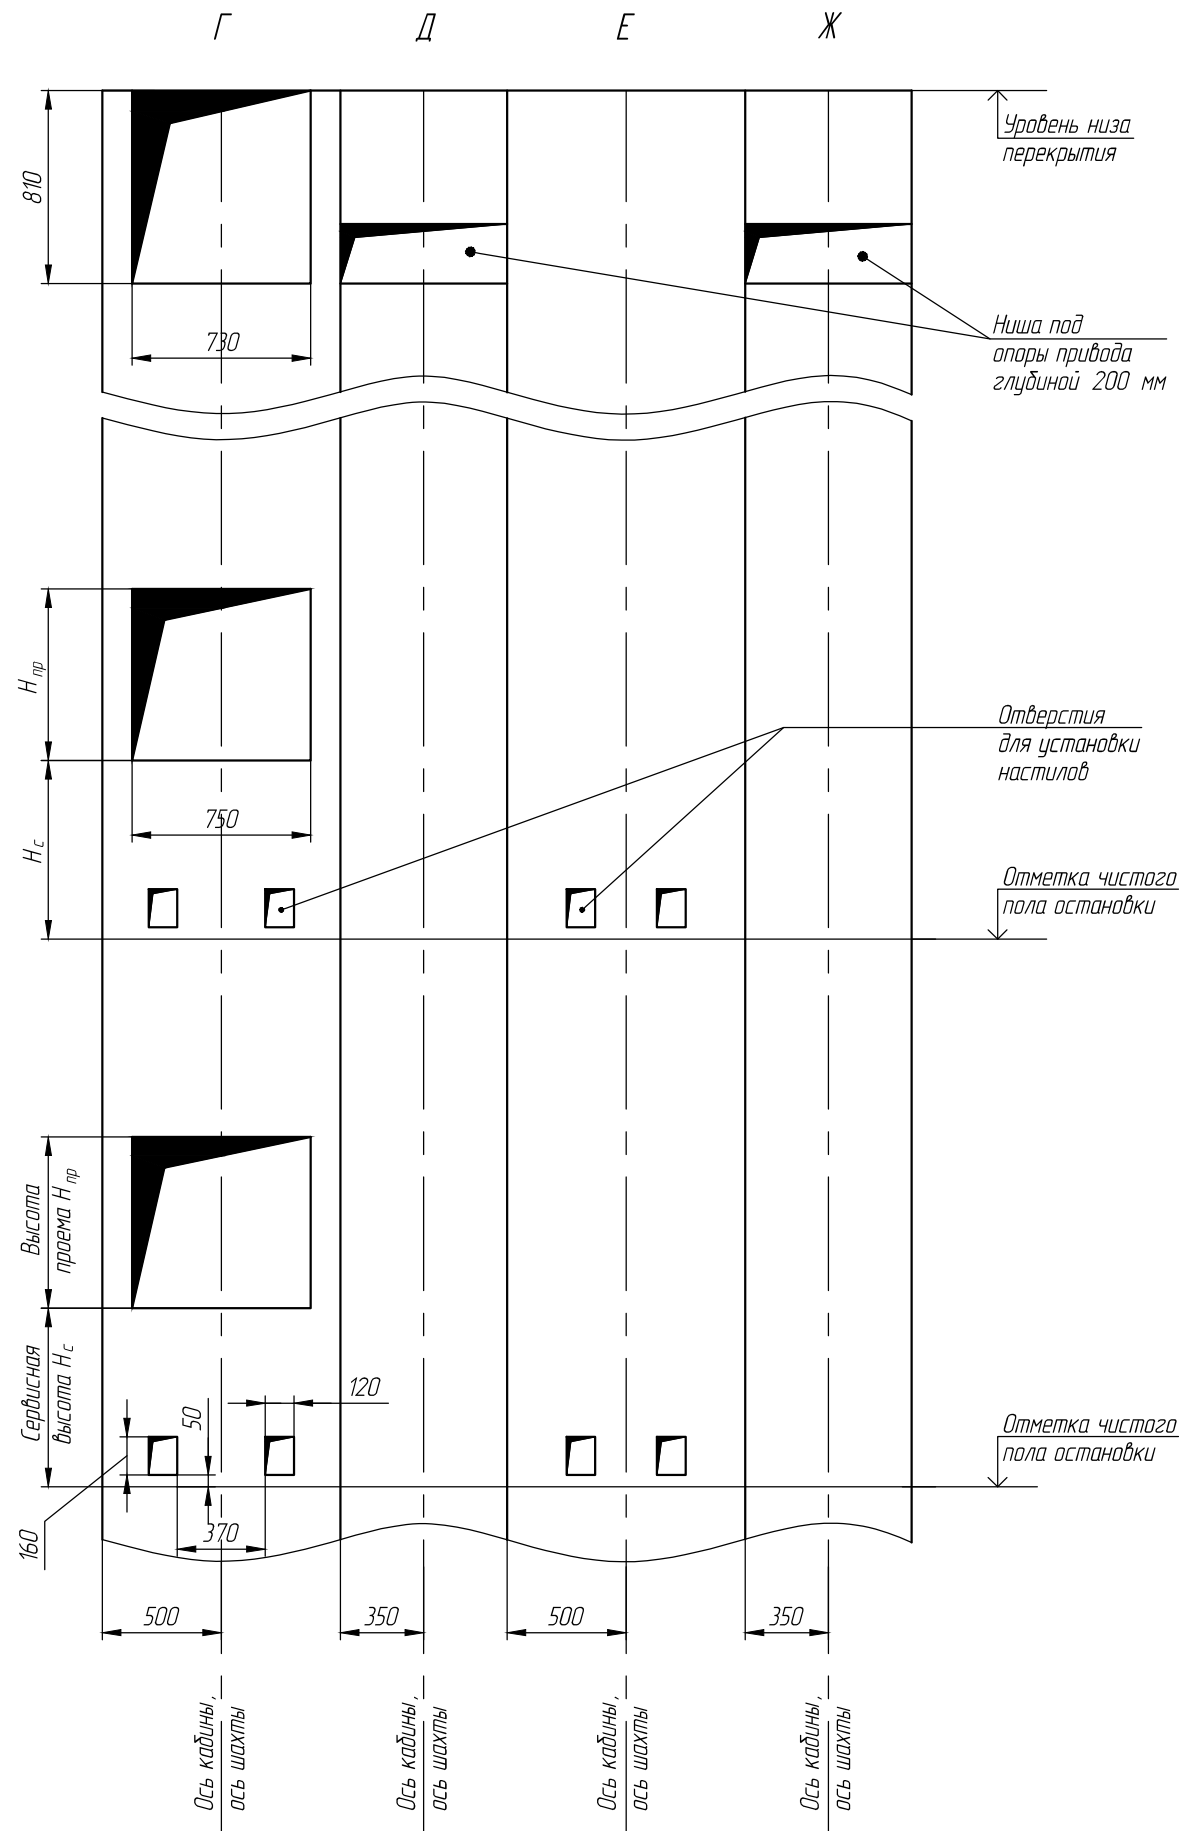 Г Д Е Ж
Уровень низа
перекрытия
810
730
Ниша под
опоры привода
глубиной 200 мм
Hпр
Отверстия
для установки
настилов
750
Hс
Отметка чистого
пола остановки
Высота
проема Hпр
Сервисная
высота Hс
120
50
Отметка чистого
пола остановки
160
370
500 350 500 350
Ось кабины,
ось шахты
Ось кабины,
ось шахты
Ось кабины,
ось шахты
Ось кабины,
ось шахты